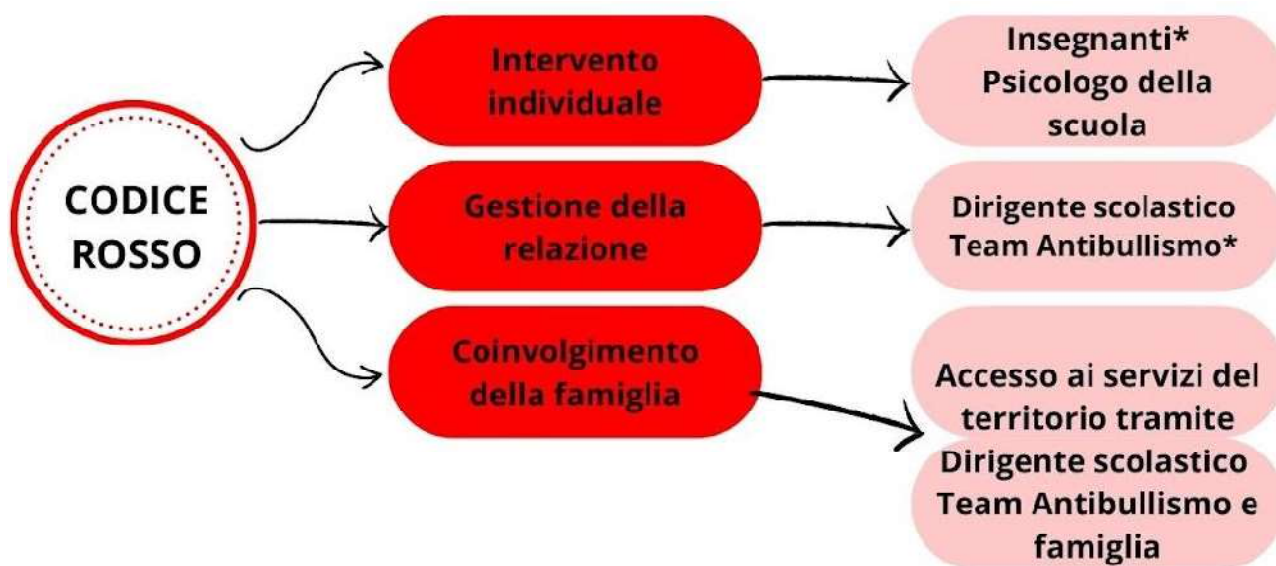 CODICE
ROSSO
Intervento
individuale
Insegnanti*
Psicologo della
scuola
Gestione della
relazione
Dirigente scolastico
Team Antibullismo*
Coinvolgimento
della famiglia
Accesso ai servizi del
territorio tramite
Dirigente scolastico
Team Antibullismo e
famiglia